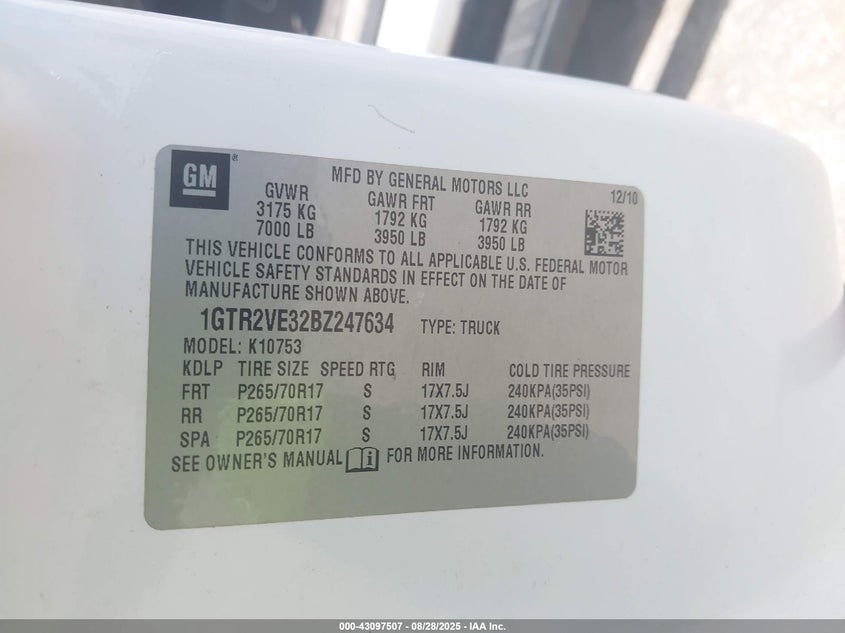 GM
MFD BY GENERAL MOTORS LLC
12/10
GVWR GAWR FRT GAWR RR
3175 KG 1792 KG 1792 KG
7000 LB 3950 LB 3950 LB
THIS VEHICLE CONFORMS TO ALL APPLICABLE U.S. FEDERAL MOTOR
VEHICLE SAFETY STANDARDS IN EFFECT ON THE DATE OF
MANUFACTURE SHOWN ABOVE.
1GTR2VE32BZ247634 TYPE: TRUCK
MODEL: K10753
KDLP TIRE SIZE SPEED RTG RIM COLD TIRE PRESSURE
FRT P265/70R17 S 17X7.5J 240KPA(35PSI)
RR P265/70R17 S 17X7.5J 240KPA(35PSI)
SPA P265/70R17 S 17X7.5J 240KPA(35PSI)
SEE OWNER'S MANUAL FOR MORE INFORMATION.
000-43097507 - 08/28/2025 - IAA Inc.